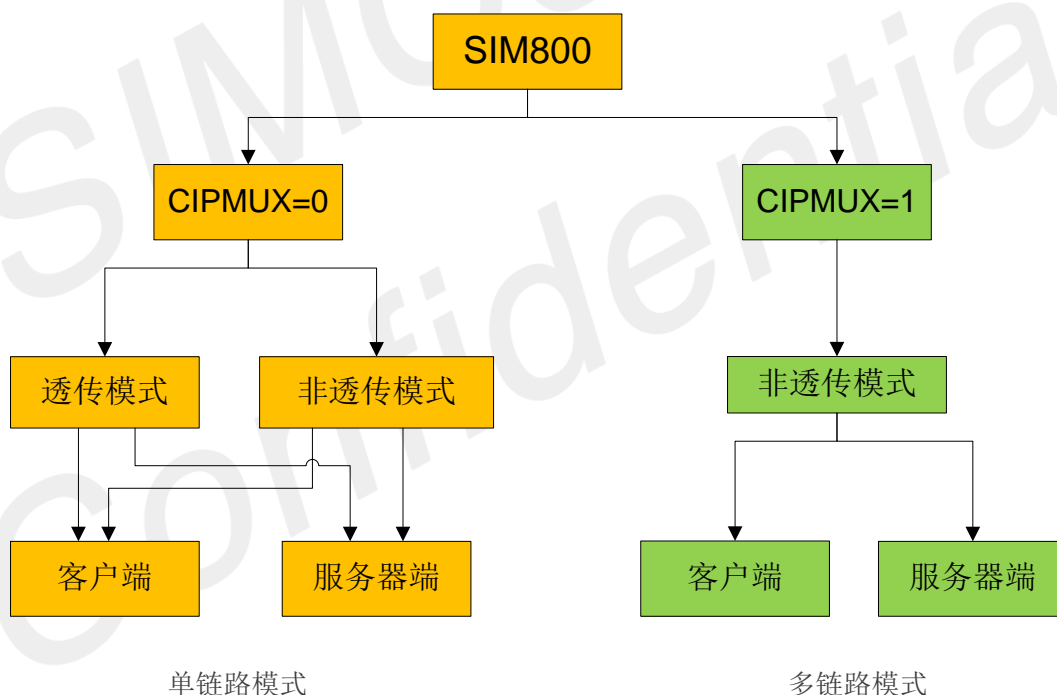 SIM800
CIPMUX=0
CIPMUX=1
透传模式
非透传模式
非透传模式
客户端
服务器端
客户端
服务器端
单链路模式
多链路模式
Confidential